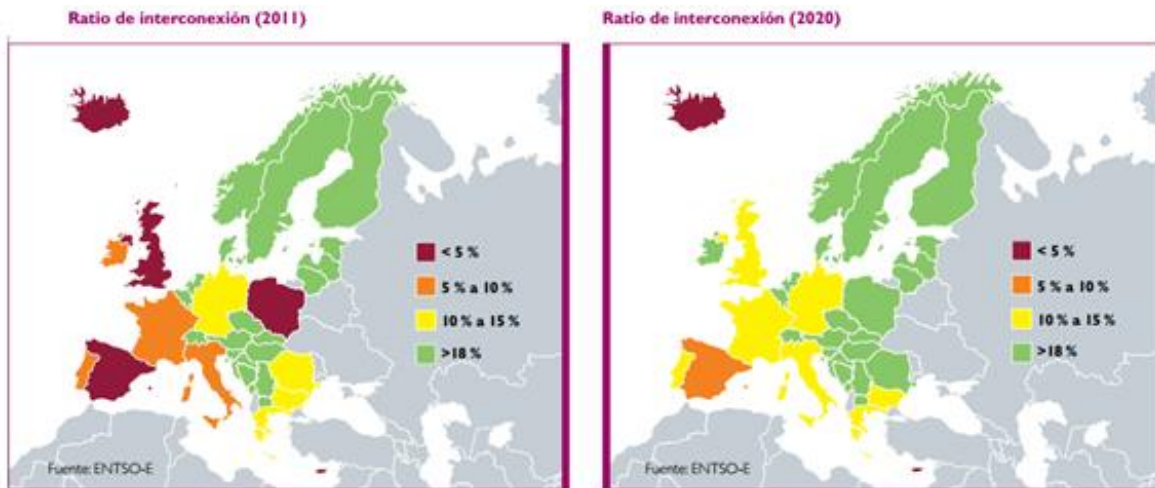 Ratio de interconexión (2011)
< 5 %
5 % a 10 %
10 % a 15 %
>18 %
Fuente: ENTSO-E
Ratio de interconexión (2020)
< 5 %
5 % a 10 %
10 % a 15 %
>18 %
Fuente: ENTSO-E